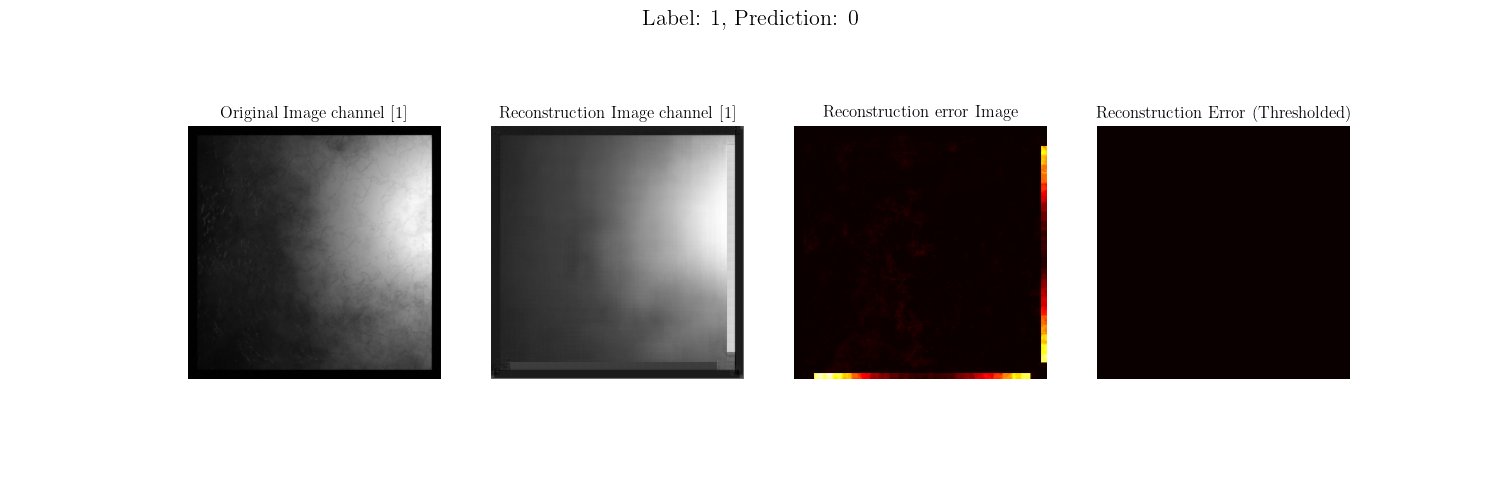 Label: 1, Prediction: 0
Original Image channel [1]
Reconstruction Image channel [1]
Reconstruction error Image
Reconstruction Error (Thresholded)